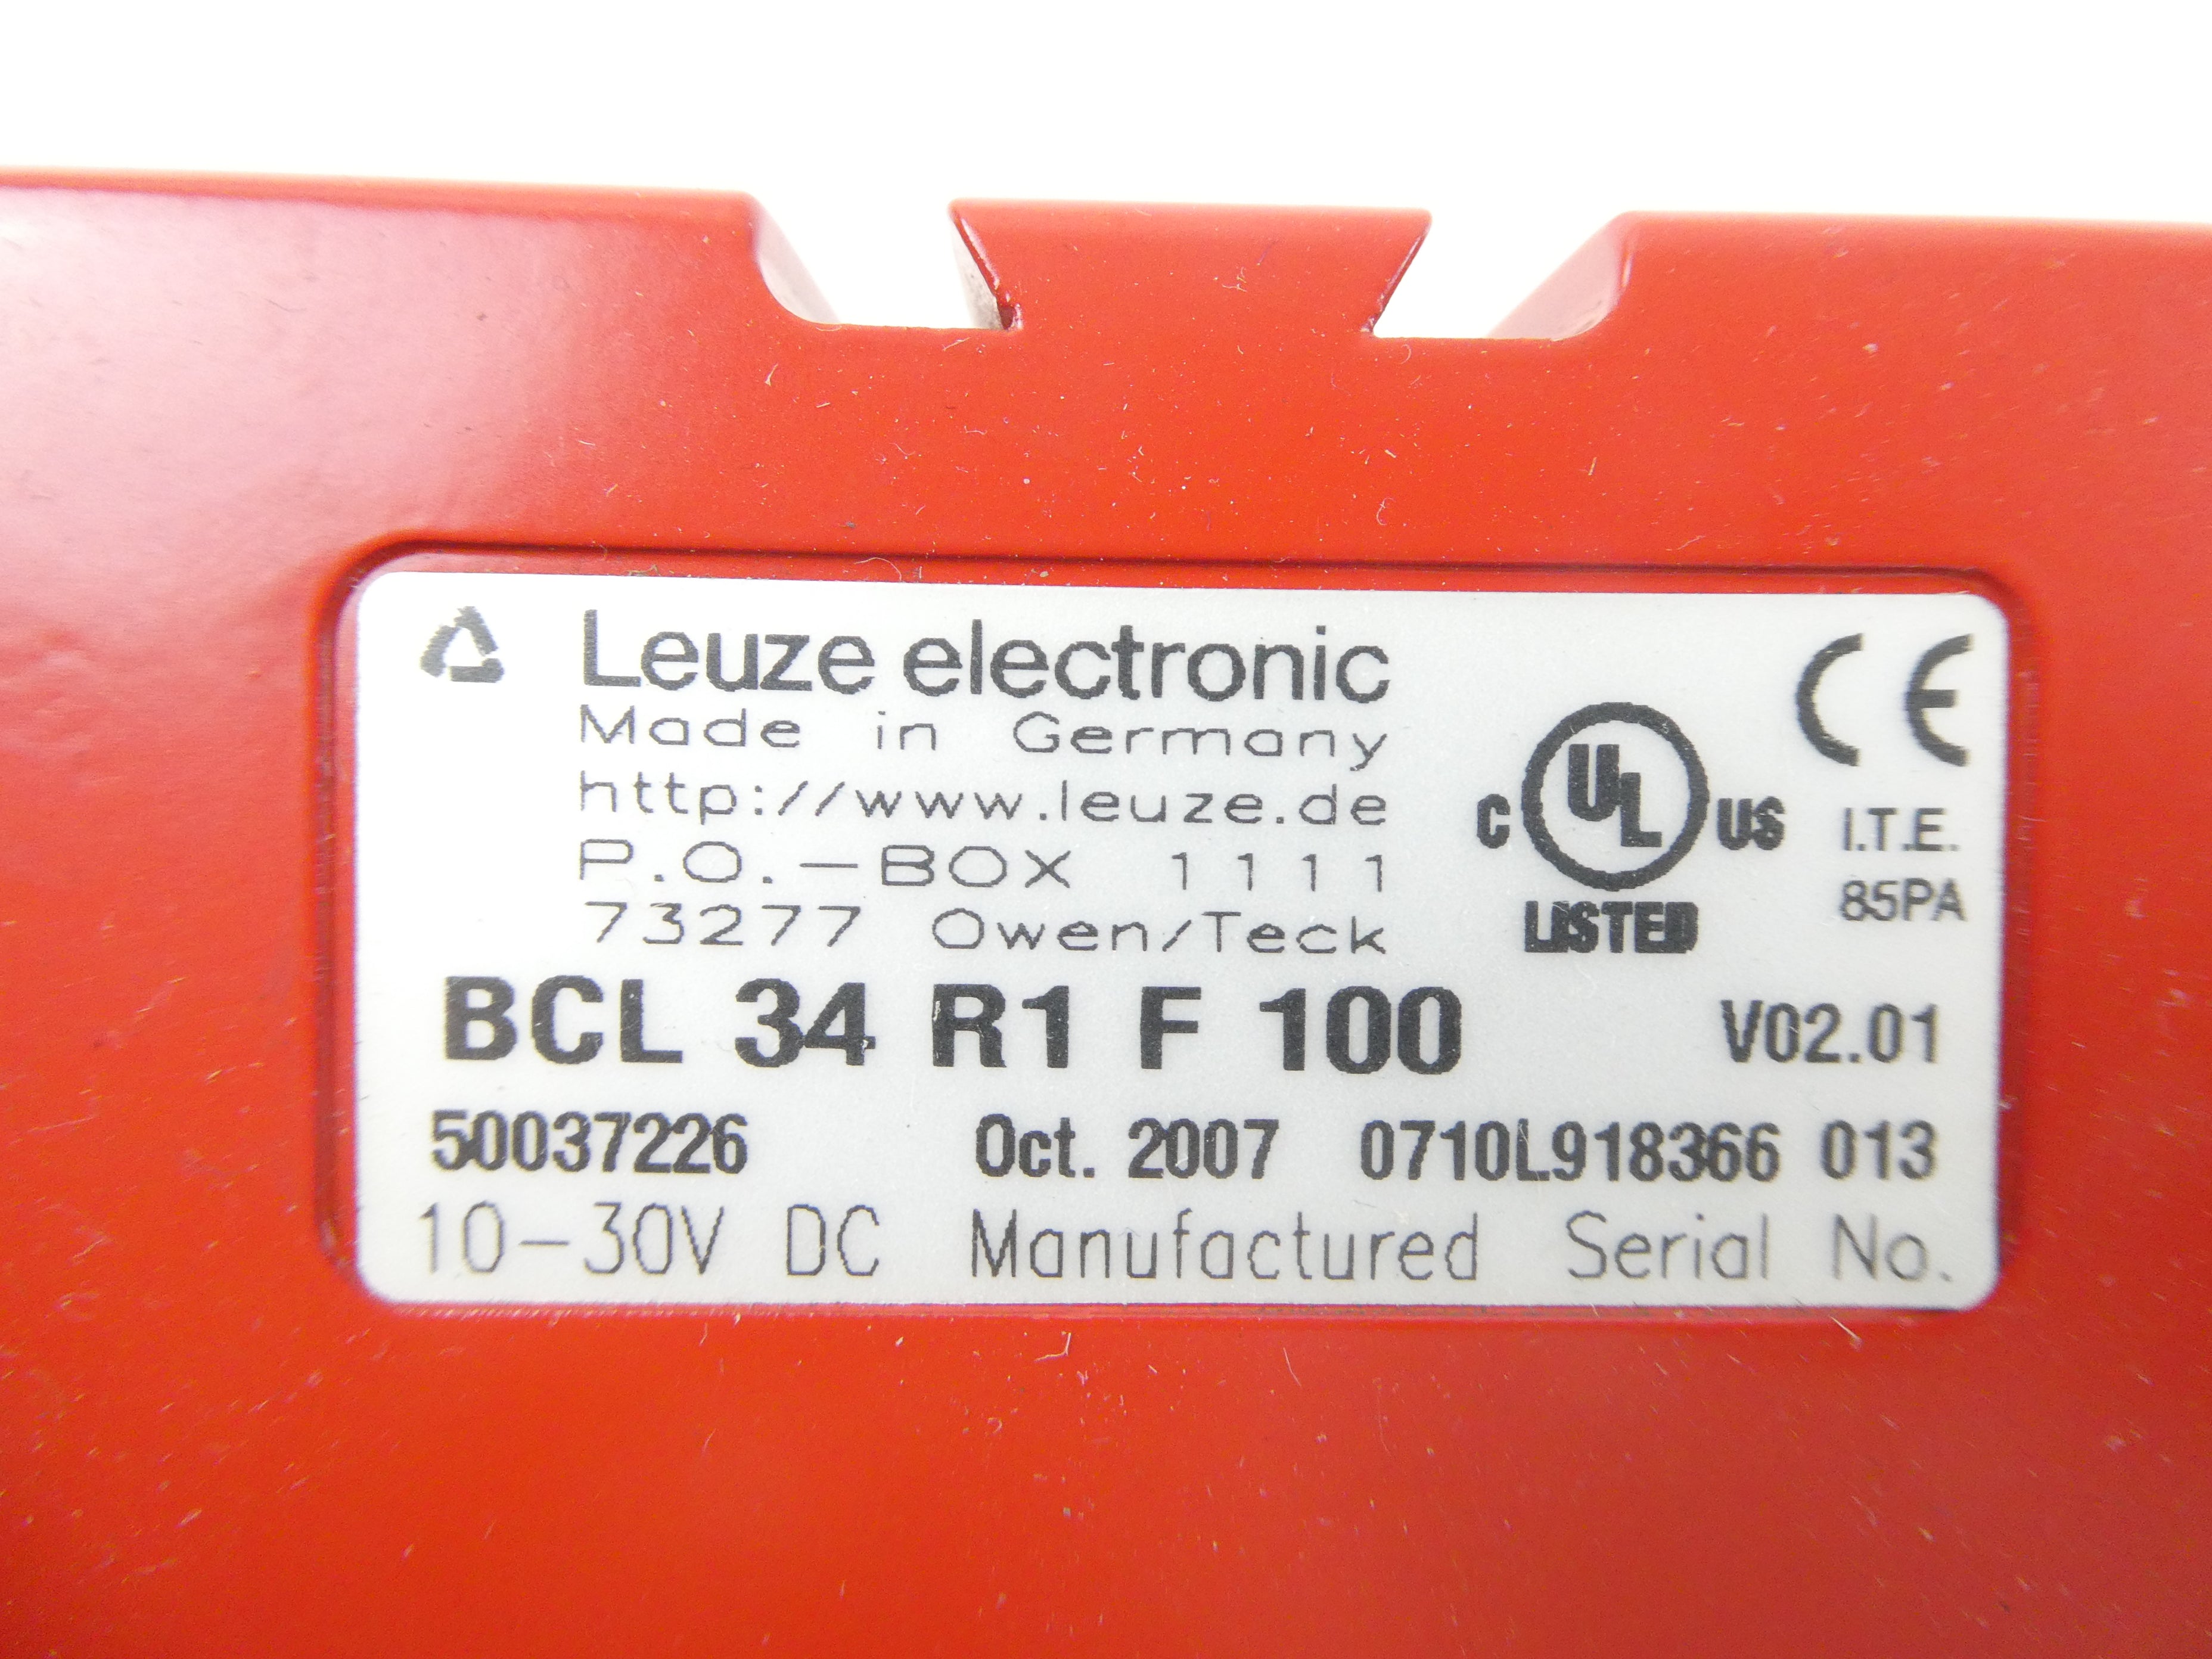 Leuze electronic
Made in Germany
http://www.leuze.de
P.O.-BOX 1111
73277 Owen/Teck
CE
C UL US
LISTED
I.T.E.
85PA
BCL 34 R1 F 100 V02.01
50037226 Oct. 2007 0710L918366 013
10-30V DC Manufactured Serial No.